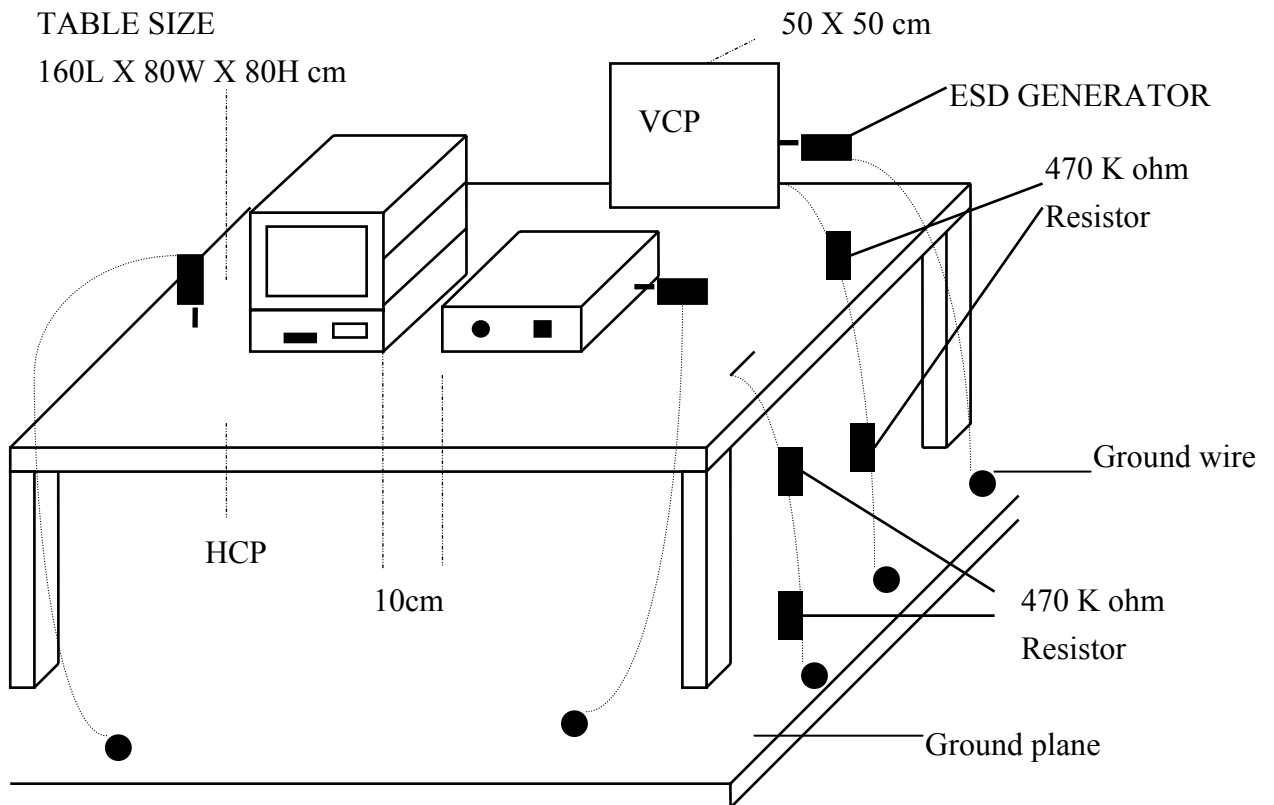 TABLE SIZE
160L X 80W X 80H cm
50 X 50 cm
VCP
ESD GENERATOR
470 K ohm
Resistor
Ground wire
HCP
10cm
470 K ohm
Resistor
Ground plane